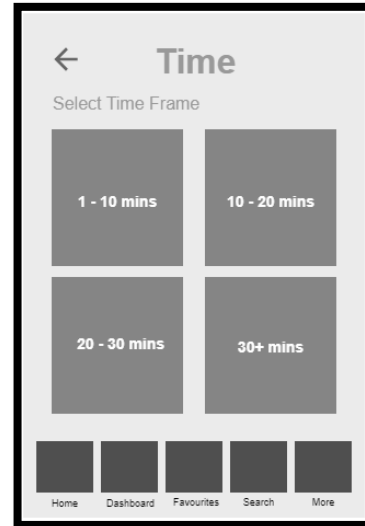 Time
Select Time Frame
1 - 10 mins
10 - 20 mins
20 - 30 mins
30+ mins
Home Dashboard Favourites Search More